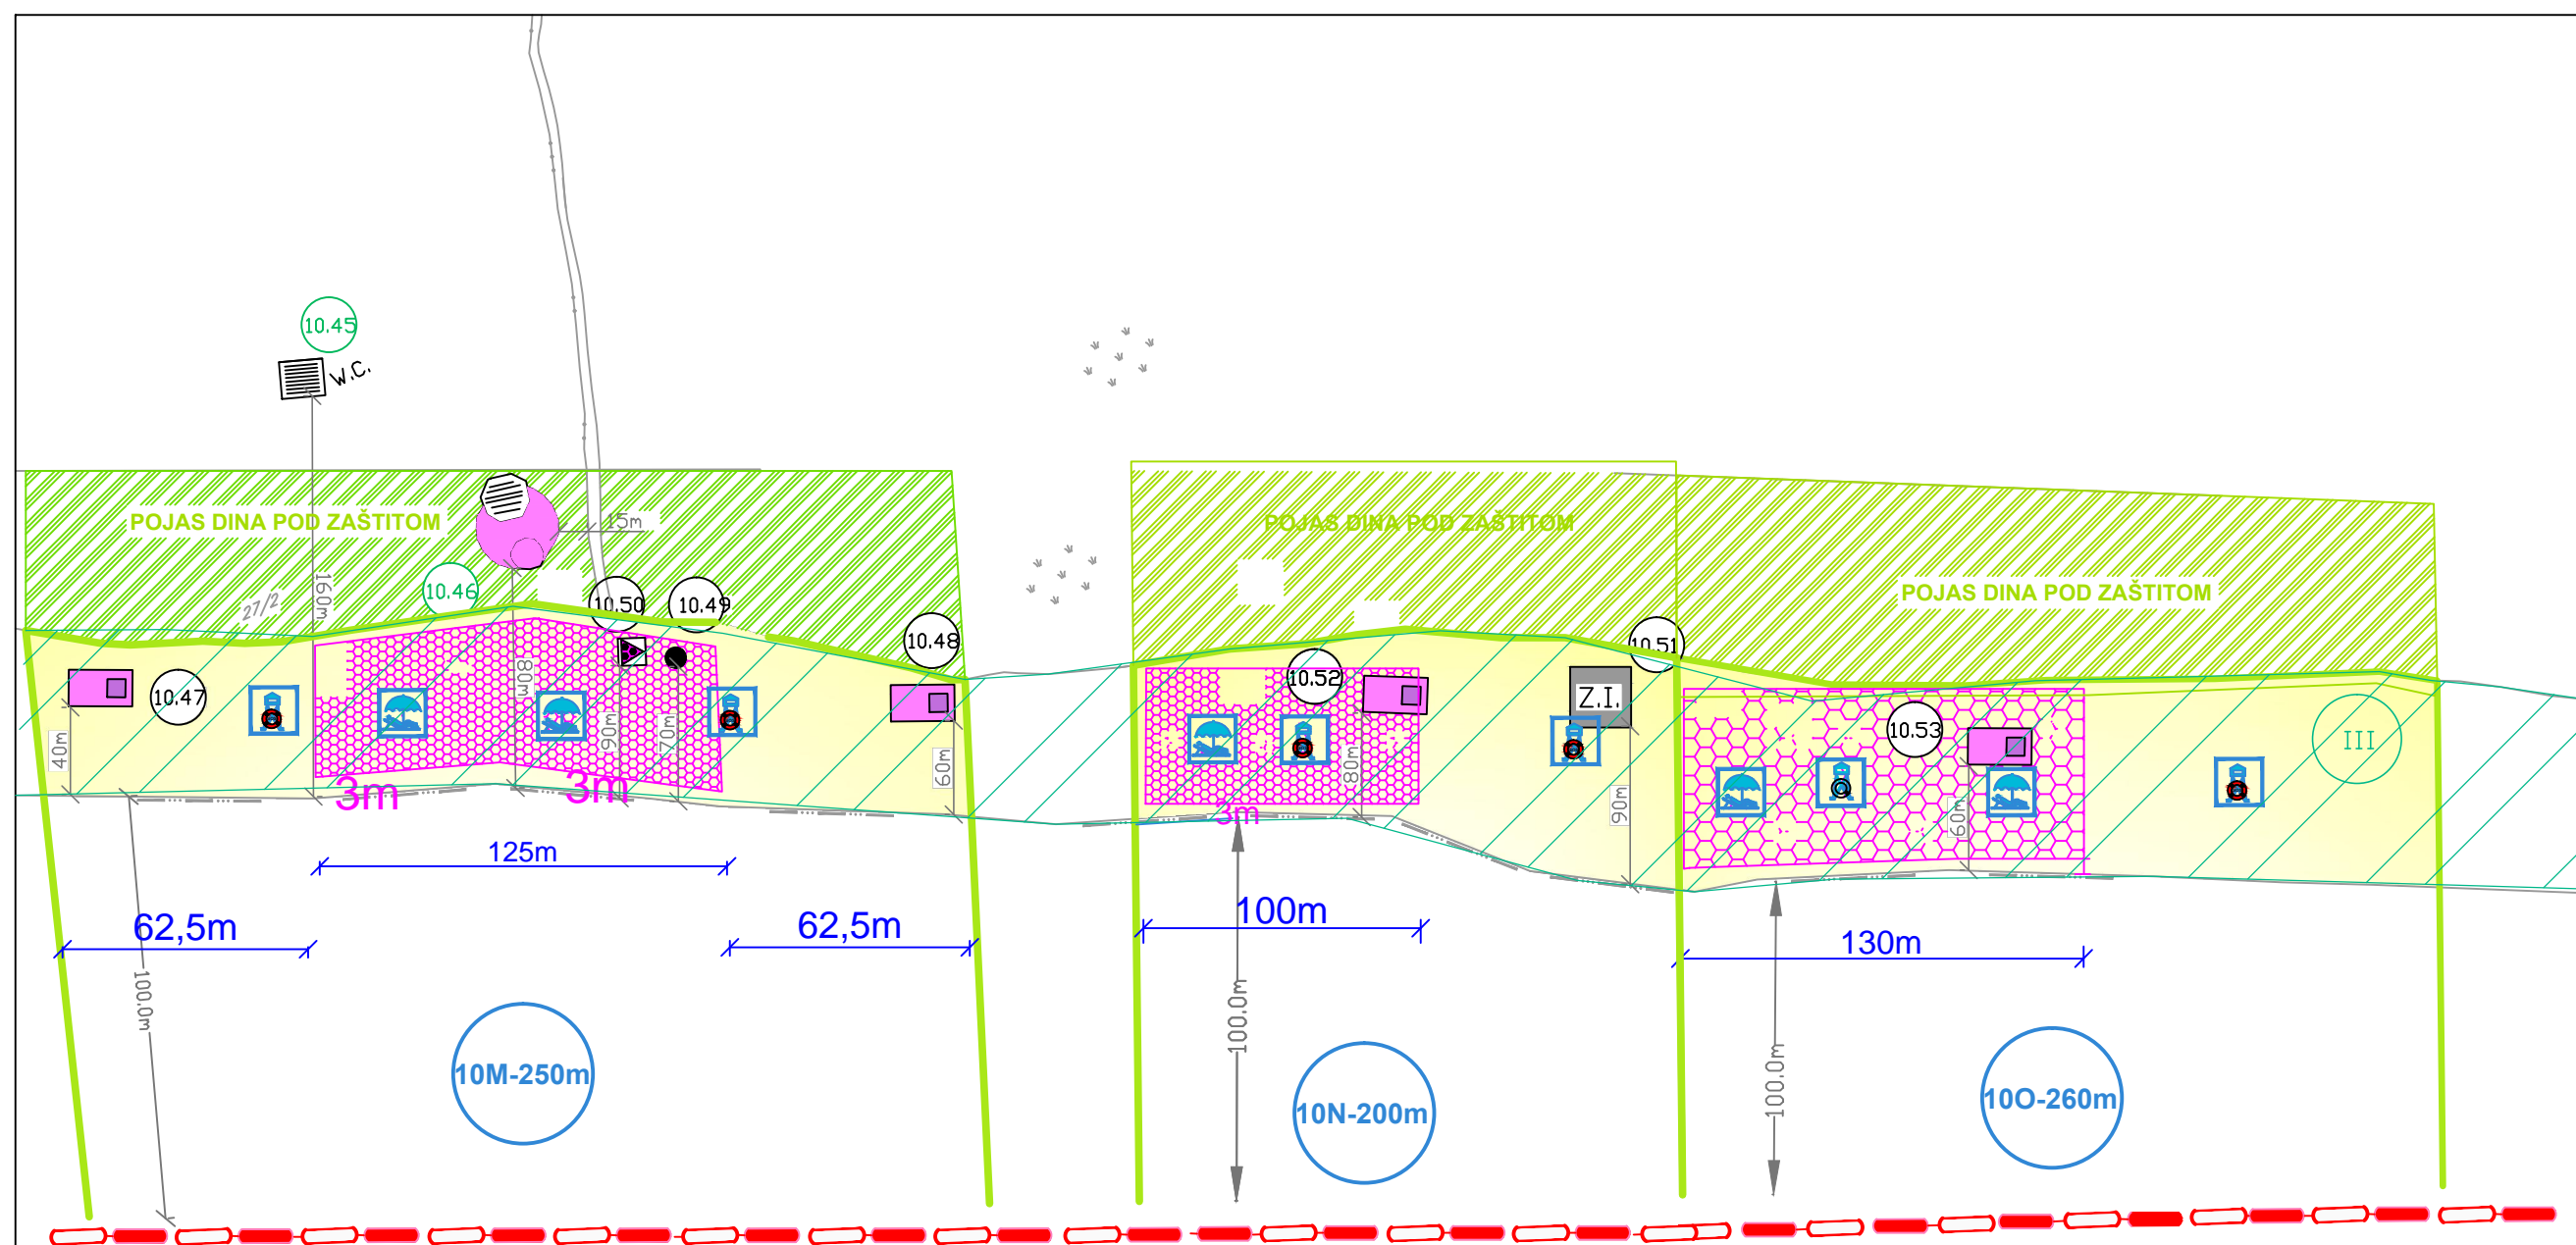 10.45
W.C.
POJAS DINA POD ZAŠTITOM
POJAS DINA POD ZAŠTITOM
POJAS DINA POD ZAŠTITOM
15m
160m
27/2
10.46
10.50
10.49
10.48
10.47
80m
90m
70m
40m
60m
3m
3m
10.52
10.51
Z.I.
80m
90m
3m
10.53
60m
III
125m
62,5m
62,5m
100m
130m
100.0m
100.0m
100.0m
10M-250m
10N-200m
10O-260m